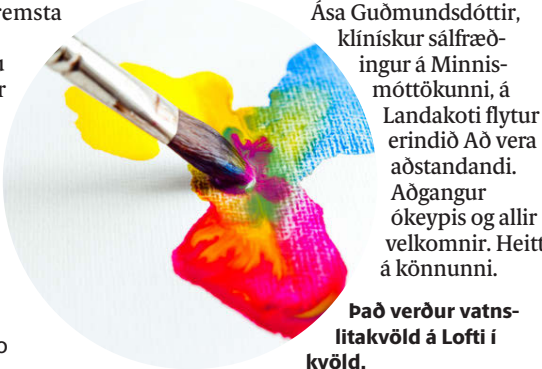 remsta
Ása Guðmundsdóttir,
klínískur sálfræð-
ingur á Minnis-
móttökunni, á
Landakoti flytur
erindið Að vera
aðstandandi.
Aðgangur
ókeypis og allir
velkomnir. Heitt
á könnunni.
Það verður vatns-
litakvöld á Lofti í
kvöld.